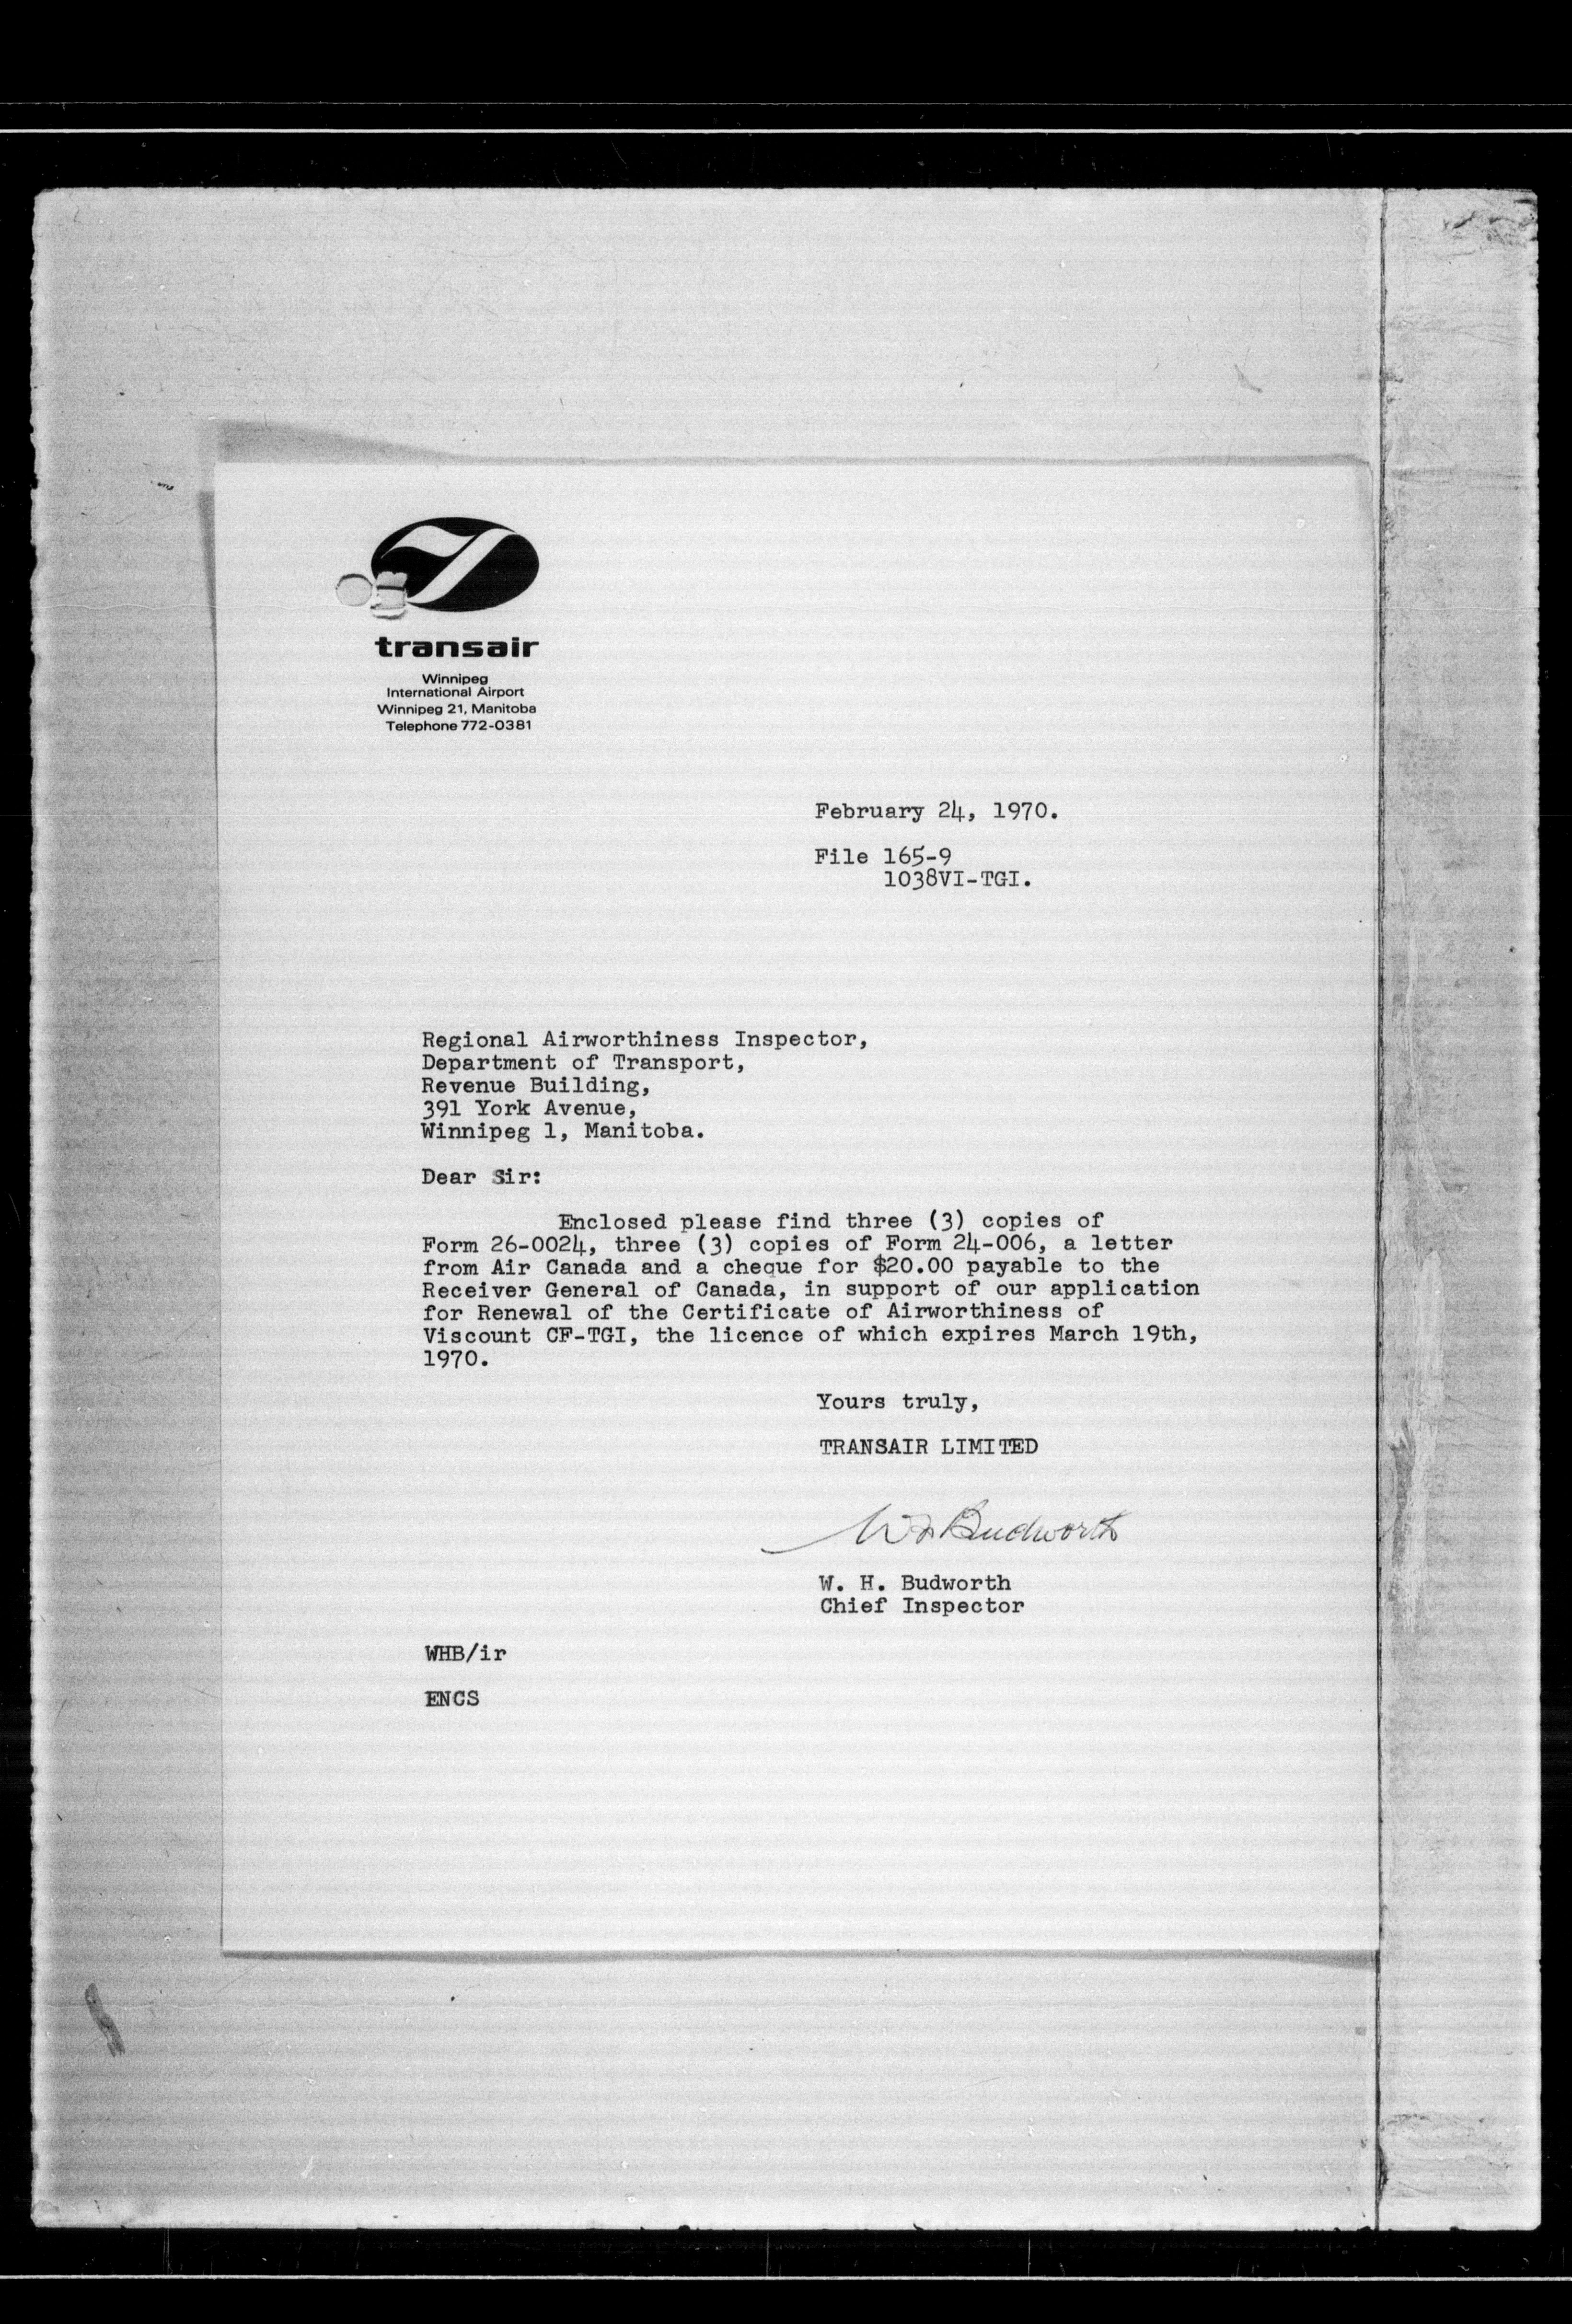 transair
Winnipeg
International Airport
Winnipeg 21, Manitoba
Telephone 772-0381
February 24, 1970.
File 165-9
1038VI-TGI.
Regional Airworthiness Inspector,
Department of Transport,
Revenue Building,
391 York Avenue,
Winnipeg 1, Manitoba.
Dear Sir:
Enclosed please find three (3) copies of
Form 26-0024, three (3) copies of Form 24-006, a letter
from Air Canada and a cheque for $20.00 payable to the
Receiver General of Canada, in support of our application
for Renewal of the Certificate of Airworthiness of
Viscount CF-TGI, the licence of which expires March 19th,
1970.
Yours truly,
TRANSAIR LIMITED
WH Budworth
W. H. Budworth
Chief Inspector
WHB/ir
ENCS